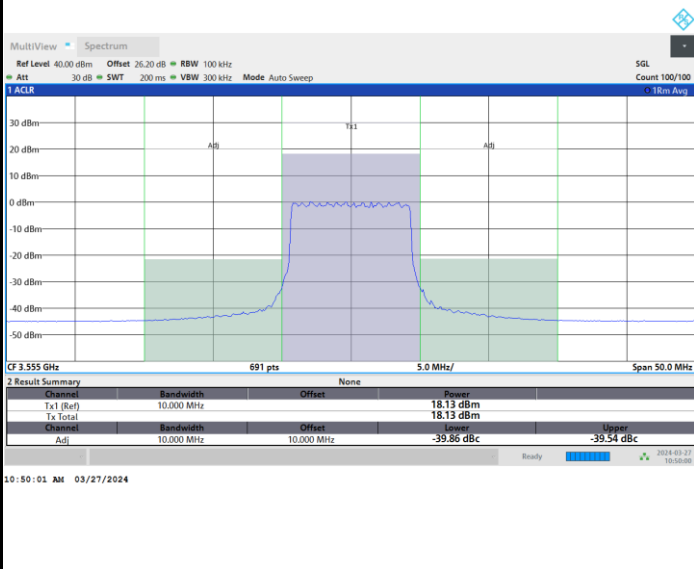 MultiView Spectrum
Ref Level 40.00 dBm Offset 26.20 dB RBW 100 kHz SGL
Att 30 dB SWT 200 ms VBW 300 kHz Mode Auto Sweep Count 100/100
1 ACLR 1Rm Avg
30 dBm
Tx1
20 dBm
Adj Adj
10 dBm
0 dBm
-10 dBm
-20 dBm
-30 dBm
-40 dBm
-50 dBm
CF 3.555 GHz 691 pts 5.0 MHz/ Span 50.0 MHz
2 Result Summary None
Channel Bandwidth Offset Power
Tx1 (Ref) 10.000 MHz 18.13 dBm
Tx Total 18.13 dBm
Channel Bandwidth Offset Lower Upper
Adj 10.000 MHz 10.000 MHz -39.86 dBc -39.54 dBc
Ready 2024-03-27
10:50:00
10:50:01 AM 03/27/2024